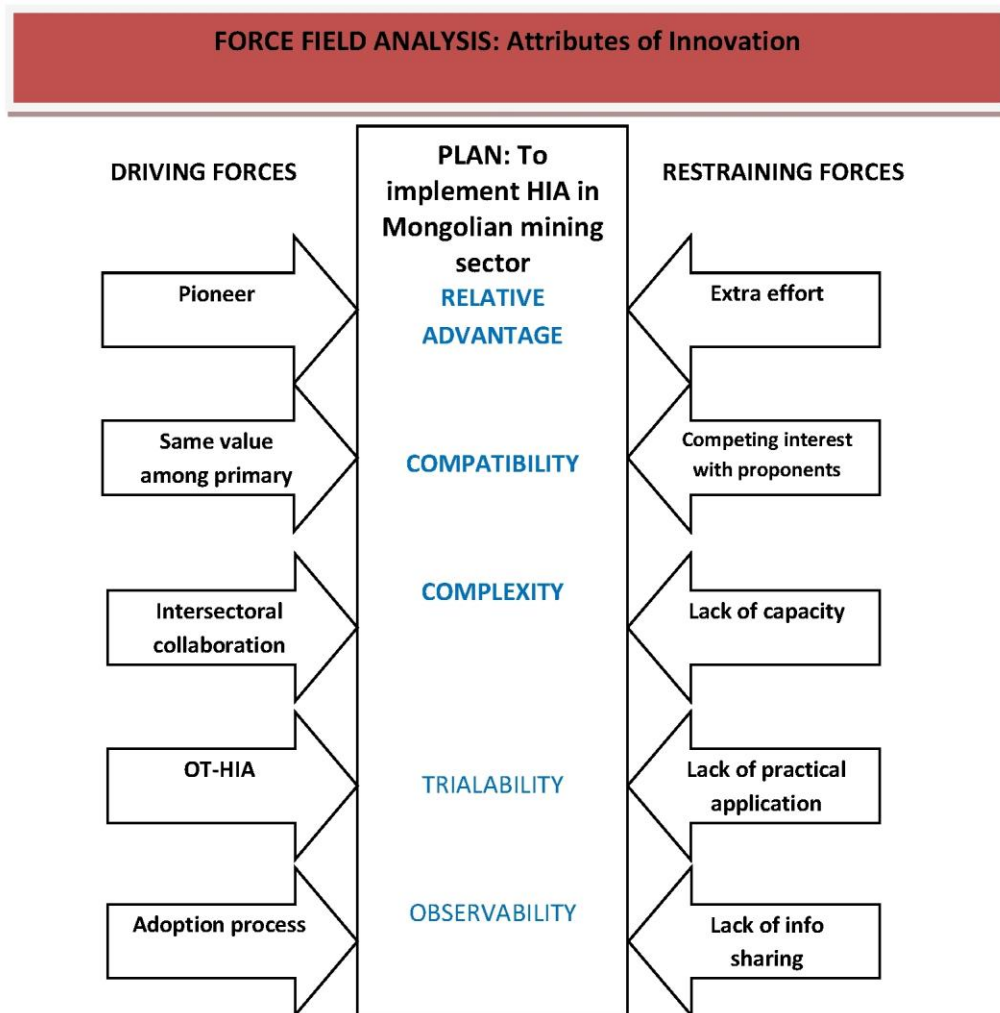 FORCE FIELD ANALYSIS: Attributes of Innovation
DRIVING FORCES
PLAN: To
implement HIA in
Mongolian mining
sector
RESTRAINING FORCES
Pioneer
RELATIVE
ADVANTAGE
Extra effort
Same value
among primary
COMPATIBILITY
Competing interest
with proponents
Intersectoral
collaboration
COMPLEXITY
Lack of capacity
OT-HIA
TRIALABILITY
Lack of practical
application
Adoption process
OBSERVABILITY
Lack of info
sharing